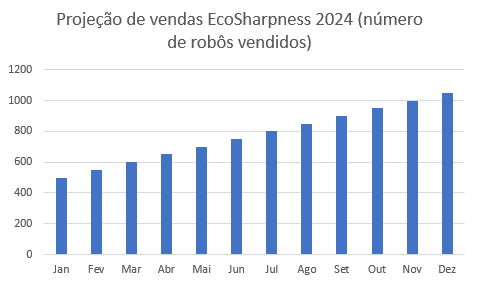 Projeção de vendas EcoSharpness 2024 (número
de robôs vendidos)
1200
1000
800
600
400
200
0
Jan Fev Mar Abr Mai Jun Jul Ago Set Out Nov Dez